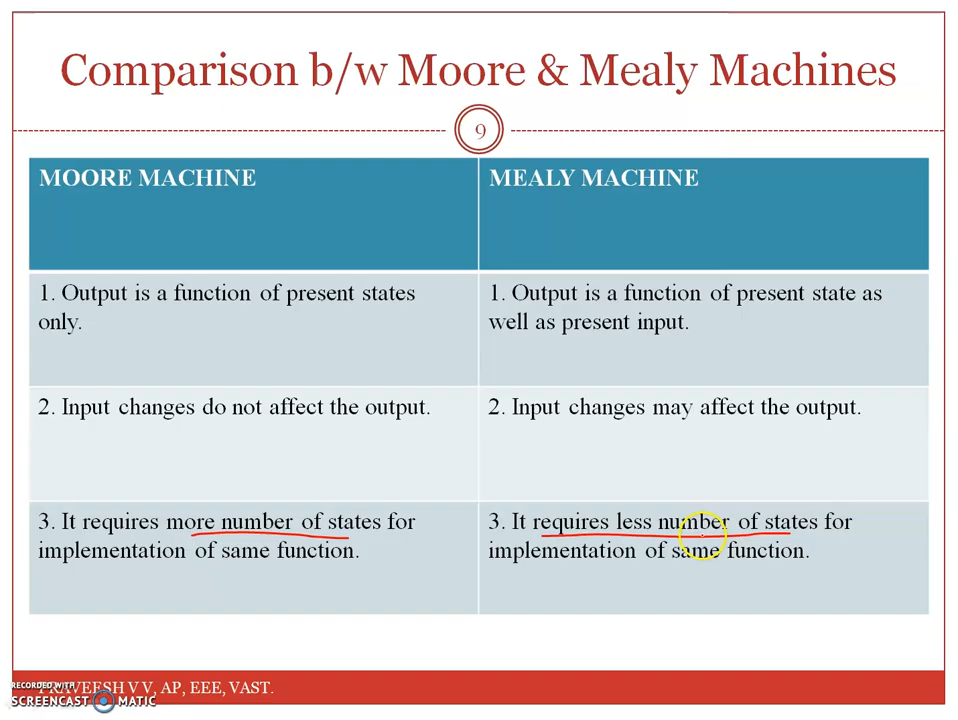 Comparison b/w Moore & Mealy Machines
9
MOORE MACHINE
MEALY MACHINE
1. Output is a function of present states
only.
1. Output is a function of present state as
well as present input.
2. Input changes do not affect the output.
2. Input changes may affect the output.
3. It requires more number of states for
implementation of same function.
3. It requires less number of states for
implementation of same function.
PRAVEESH V V, AP, EEE, VAST.
RECORDED WITH
SCREENCAST MATIC